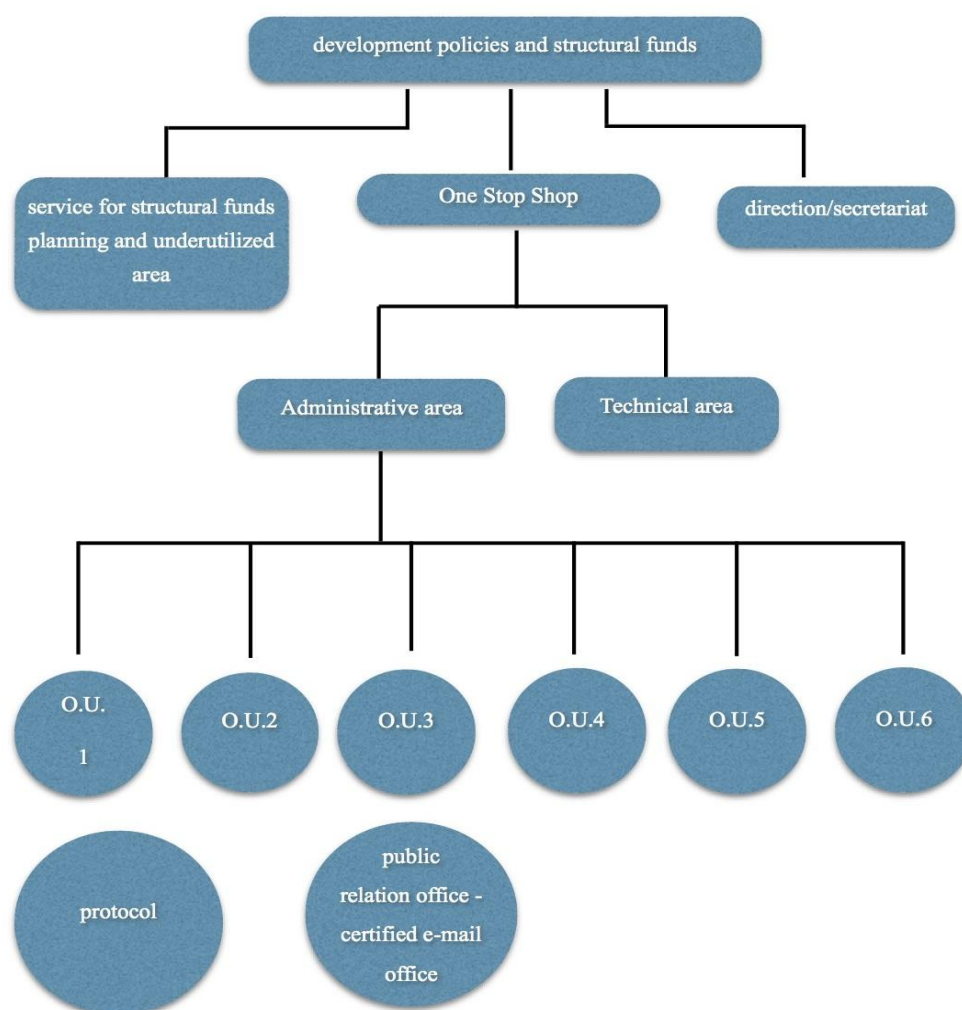 development policies and structural funds
service for structural funds
planning and underutilized
area
One Stop Shop
direction/secretariat
Administrative area
Technical area
O.U.
1
O.U.2
O.U.3
O.U.4
O.U.5
O.U.6
protocol
public
relation office -
certified e-mail
office